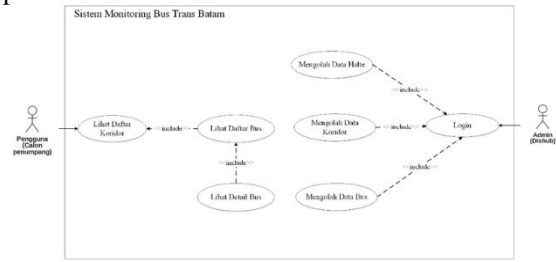 Sistem Monitoring Bus Trans Batam
Mengolah Data Halte
<<include>>
Lihat Daftar
Koridor
<<include>>
Lihat Daftar Bus
Mengolah Data
Koridor
<<include>>
Login
Pengguna
(Calon
penumpang)
Admin
(Dishub)
<<include>>
<<include>>
Lihat Detail Bus
Mengolah Data Bus